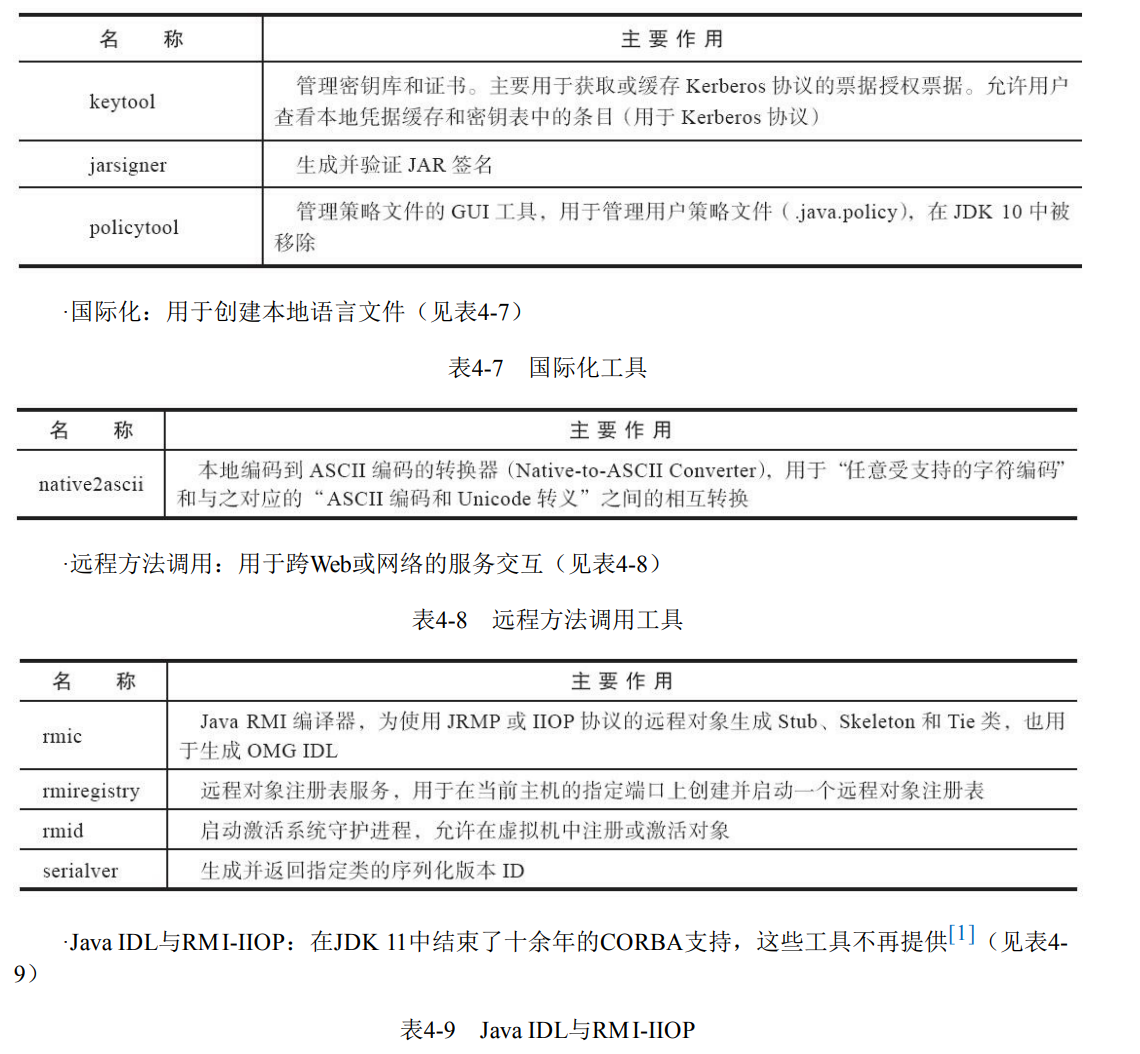 名 称 主 要 作 用
管理密钥库和证书。主要用于获取或缓存 Kerberos 协议的票据授权票据。允许用户
keytool
查看本地凭据缓存和密钥表中的条目（用于 Kerberos 协议）
jarsigner 生成并验证 JAR 签名
管理策略文件的 GUI 工具，用于管理用户策略文件（.java.policy），在 JDK 10 中被
policytool
移除
·国际化：用于创建本地语言文件（见表4-7）
表4-7 国际化工具
名 称 主 要 作 用
本地编码到 ASCII 编码的转换器（Native-to-ASCII Converter），用于“任意受支持的字符编码”
native2ascii
和与之对应的“ASCII 编码和 Unicode 转义”之间的相互转换
·远程方法调用：用于跨Web或网络的服务交互（见表4-8）
表4-8 远程方法调用工具
名 称 主 要 作 用
Java RMI 编译器，为使用 JRMP 或 IIOP 协议的远程对象生成 Stub、Skeleton 和 Tie 类，也用
rmic
于生成 OMG IDL
rmiregistry 远程对象注册表服务，用于在当前主机的指定端口上创建并启动一个远程对象注册表
rmid 启动激活系统守护进程，允许在虚拟机中注册或激活对象
serialver 生成并返回指定类的序列化版本 ID
·Java IDL与RMI-IIOP：在JDK 11中结束了十余年的CORBA支持，这些工具不再提供[1]（见表4-
9）
表4-9 Java IDL与RMI-IIOP